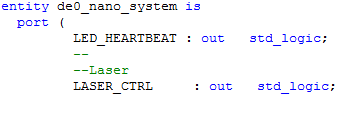 entity de0_nano_system is
port (
LED_HEARTBEAT : out std_logic;
--
--Laser
LASER_CTRL : out std_logic;